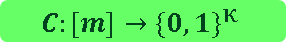 C: [m] → {0, 1}ᴷ